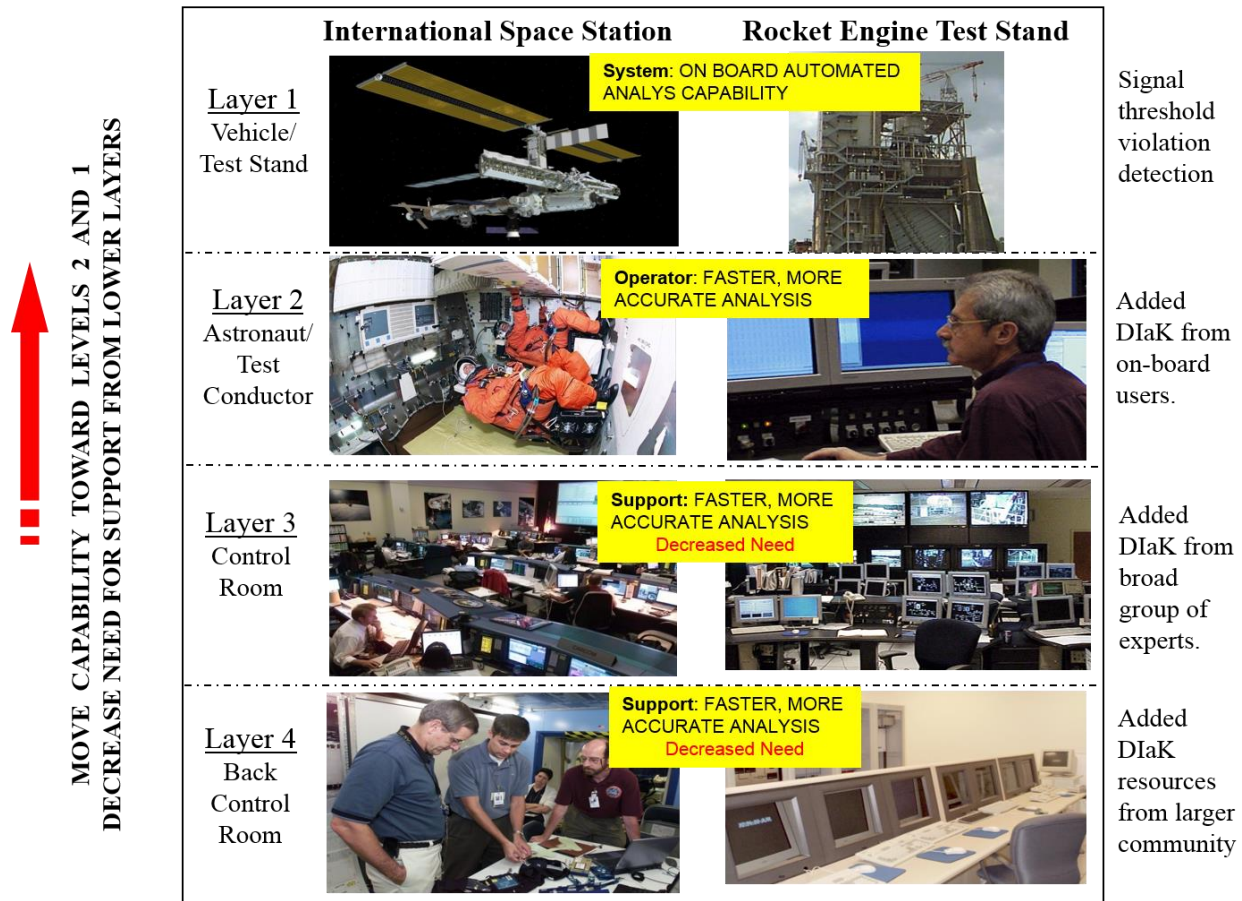 International Space Station
Rocket Engine Test Stand
MOVE CAPABILITY TOWARD LEVELS 2 AND 1
DECREASE NEED FOR SUPPORT FROM LOWER LAYERS
Layer 1
Vehicle/
Test Stand
System: ON BOARD AUTOMATED
ANALYS CAPABILITY
Signal
threshold
violation
detection
Layer 2
Astronaut/
Test
Conductor
Operator: FASTER, MORE
ACCURATE ANALYSIS
Added
DIaK from
on-board
users.
Layer 3
Control
Room
Support: FASTER, MORE
ACCURATE ANALYSIS
Decreased Need
Added
DIaK from
broad
group of
experts.
Layer 4
Back
Control
Room
Support: FASTER, MORE
ACCURATE ANALYSIS
Decreased Need
Added
DIaK
resources
from larger
community